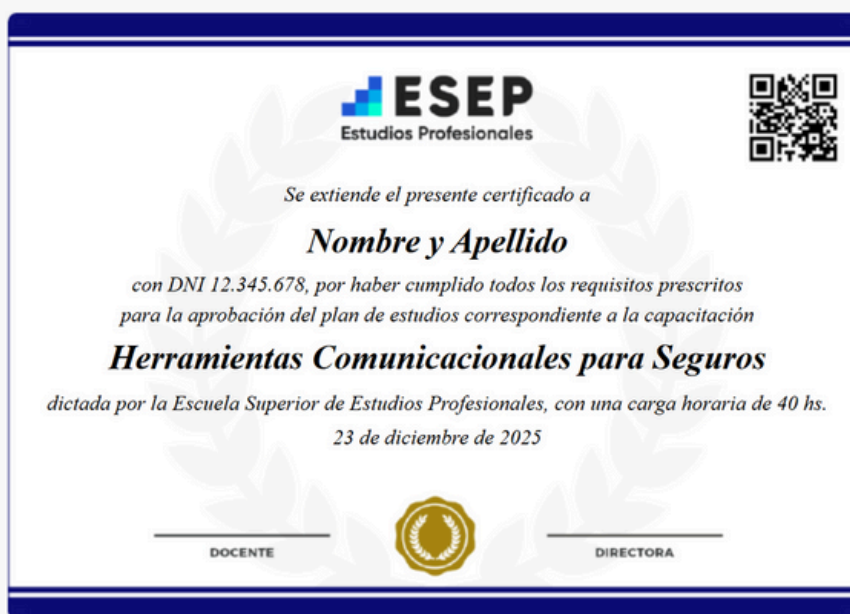 ESEP
Estudios Profesionales
Se extiende el presente certificado a
Nombre y Apellido
con DNI 12.345.678, por haber cumplido todos los requisitos prescritos
para la aprobación del plan de estudios correspondiente a la capacitación
Herramientas Comunicacionales para Seguros
dictada por la Escuela Superior de Estudios Profesionales, con una carga horaria de 40 hs.
23 de diciembre de 2025
DOCENTE
DIRECTORA